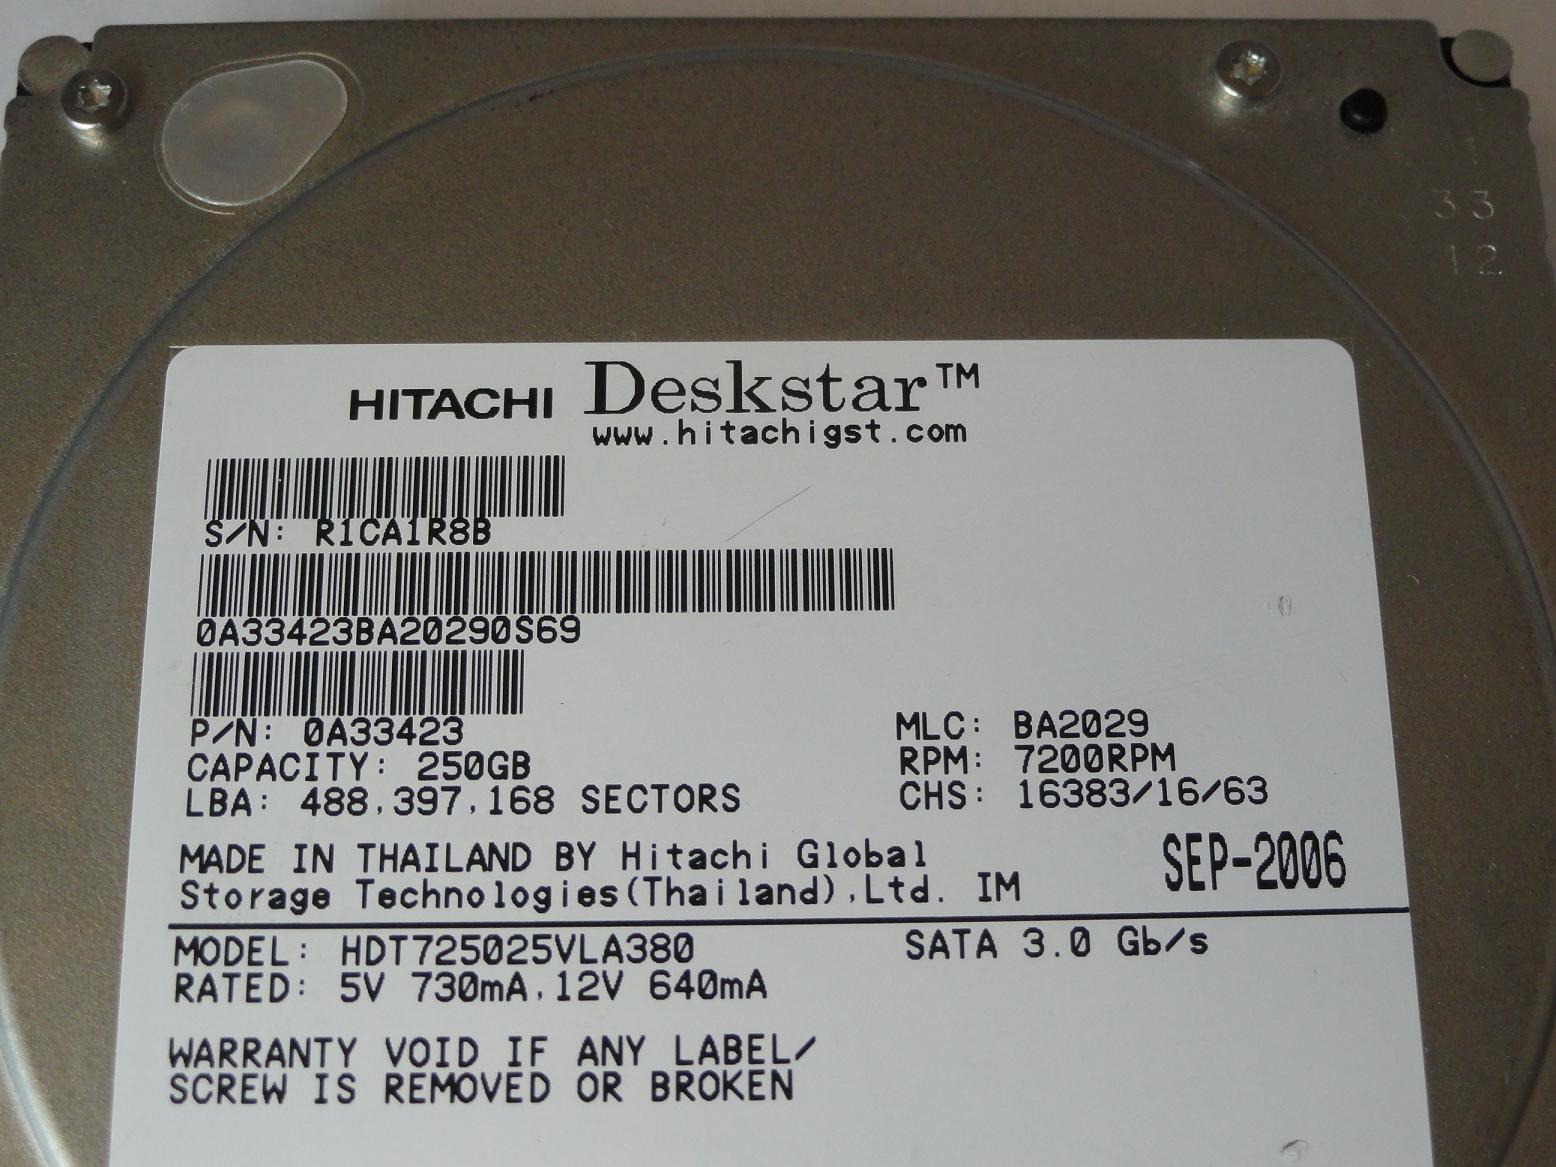 33
12
HITACHI Deskstar™
www.hitachigst.com
S/N: R1CA1R8B
0A33423BA20290S69
P/N: 0A33423
MLC: BA2029
CAPACITY: 250GB
RPM: 7200RPM
LBA: 488,397,168 SECTORS
CHS: 16383/16/63
MADE IN THAILAND BY Hitachi Global
Storage Technologies(Thailand),Ltd. IM
SEP-2006
MODEL: HDT725025VLA380
SATA 3.0 Gb/s
RATED: 5V 730mA,12V 640mA
WARRANTY VOID IF ANY LABEL/
SCREW IS REMOVED OR BROKEN